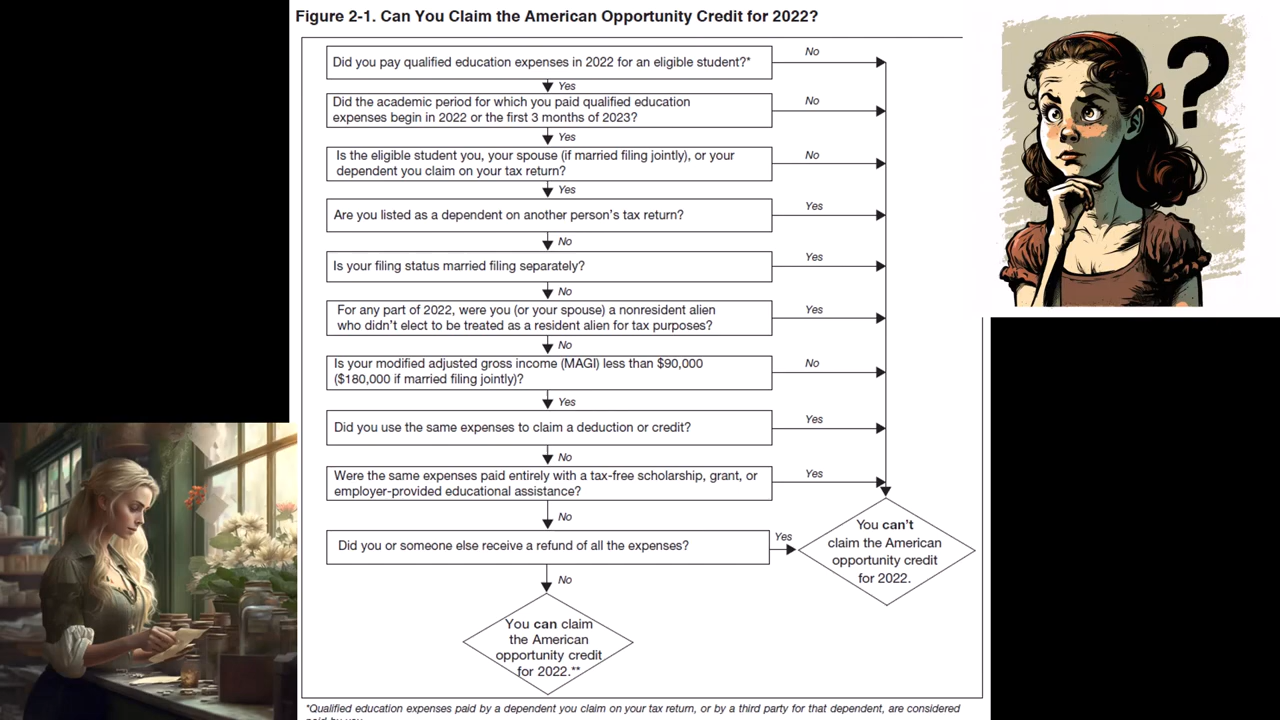 Figure 2-1. Can You Claim the American Opportunity Credit for 2022?
Did you pay qualified education expenses in 2022 for an eligible student?*
No
Yes
Did the academic period for which you paid qualified education
expenses begin in 2022 or the first 3 months of 2023?
No
Yes
Is the eligible student you, your spouse (if married filing jointly), or your
dependent you claim on your tax return?
No
Yes
Are you listed as a dependent on another person's tax return?
Yes
No
Is your filing status married filing separately?
Yes
No
For any part of 2022, were you (or your spouse) a nonresident alien
who didn't elect to be treated as a resident alien for tax purposes?
Yes
No
Is your modified adjusted gross income (MAGI) less than $90,000
($180,000 if married filing jointly)?
No
Yes
Did you use the same expenses to claim a deduction or credit?
Yes
No
Were the same expenses paid entirely with a tax-free scholarship, grant, or
employer-provided educational assistance?
Yes
No
Did you or someone else receive a refund of all the expenses?
Yes
No
You can't
claim the American
opportunity credit
for 2022.
You can claim
the American
opportunity credit
for 2022.**
*Qualified education expenses paid by a dependent you claim on your tax return, or by a third party for that dependent, are considered
?